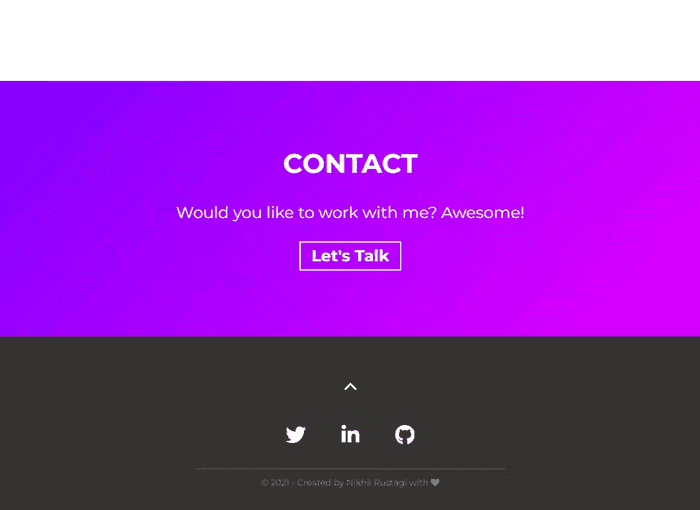 CONTACT
Would you like to work with me? Awesome!
Let's Talk
© 2021 - Created by Nikhil Rustagi with ♥